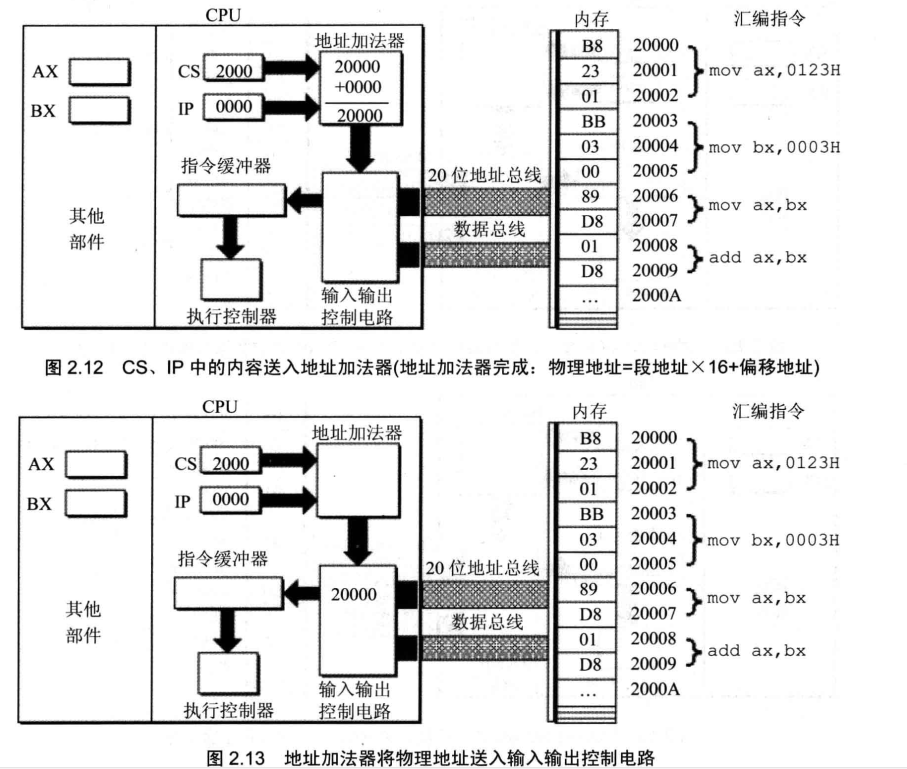 CPU
内存 汇编指令
地址加法器
AX
BX
CS 2000
IP 0000
20000
+0000
20000
指令缓冲器
其他
部件
执行控制器
输入输出
控制电路
20 位地址总线
数据总线
B8 20000
23 20001 mov ax,0123H
01 20002
BB 20003
03 20004 mov bx,0003H
00 20005
89 20006 mov ax,bx
D8 20007
01 20008 add ax,bx
D8 20009
… 2000A
图 2.12 CS、IP 中的内容送入地址加法器(地址加法器完成：物理地址=段地址×16+偏移地址)
CPU
内存 汇编指令
地址加法器
AX
BX
CS 2000
IP 0000
指令缓冲器
20000
其他
部件
执行控制器
输入输出
控制电路
20 位地址总线
数据总线
B8 20000
23 20001 mov ax,0123H
01 20002
BB 20003
03 20004 mov bx,0003H
00 20005
89 20006 mov ax,bx
D8 20007
01 20008 add ax,bx
D8 20009
… 2000A
图 2.13 地址加法器将物理地址送入输入输出控制电路